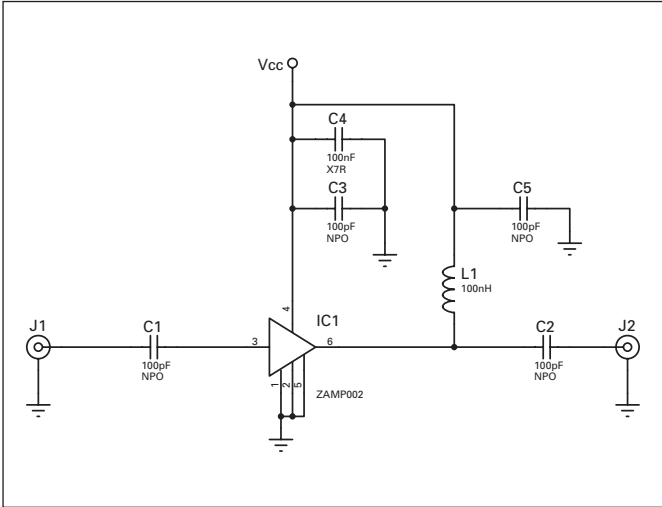 Vcc
C4
100nF
X7R
C3
100pF
NPO
C5
100pF
NPO
L1
100nH
4
IC1
J1
C1
100pF
NPO
3
6
C2
100pF
NPO
J2
1
2
5
ZAMP002